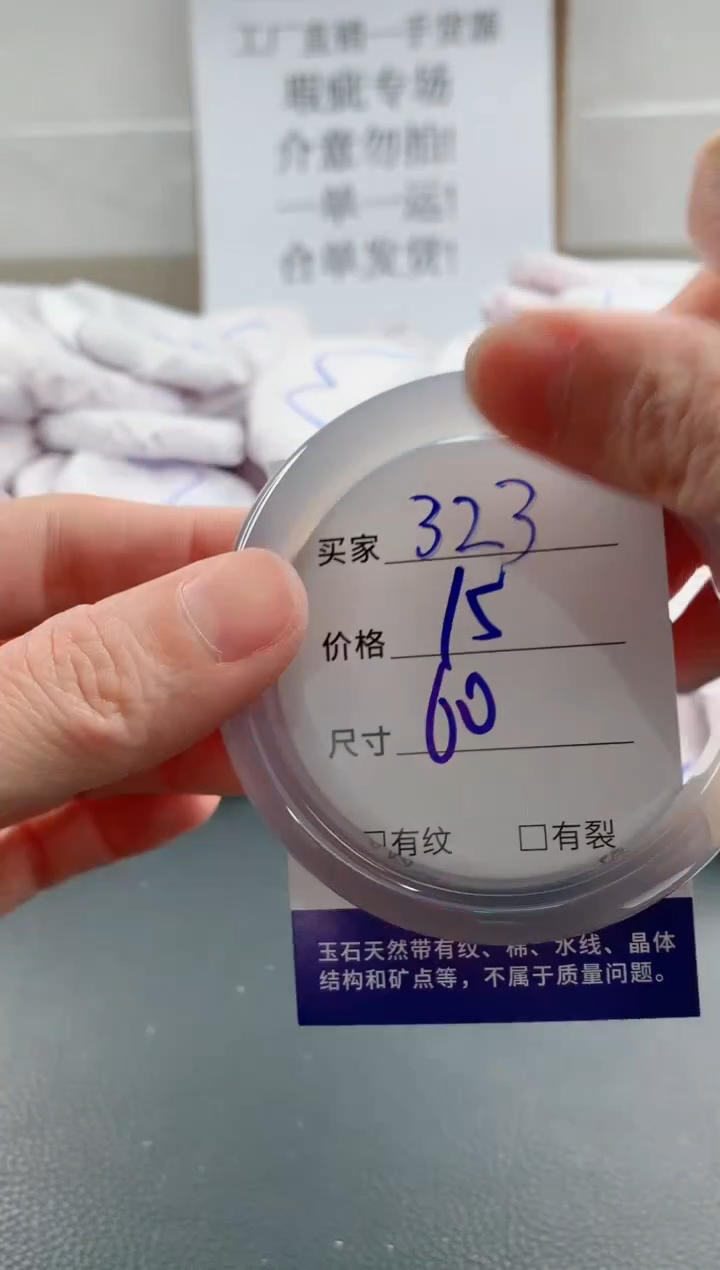 工厂直销一手货源
瑕疵专场
介意勿拍!
一单一运!
合单发货!
买家 323
价格 15
尺寸 60
□有纹 □有裂
玉石天然带有纹、棉、水线、晶体
结构和矿点等，不属于质量问题。